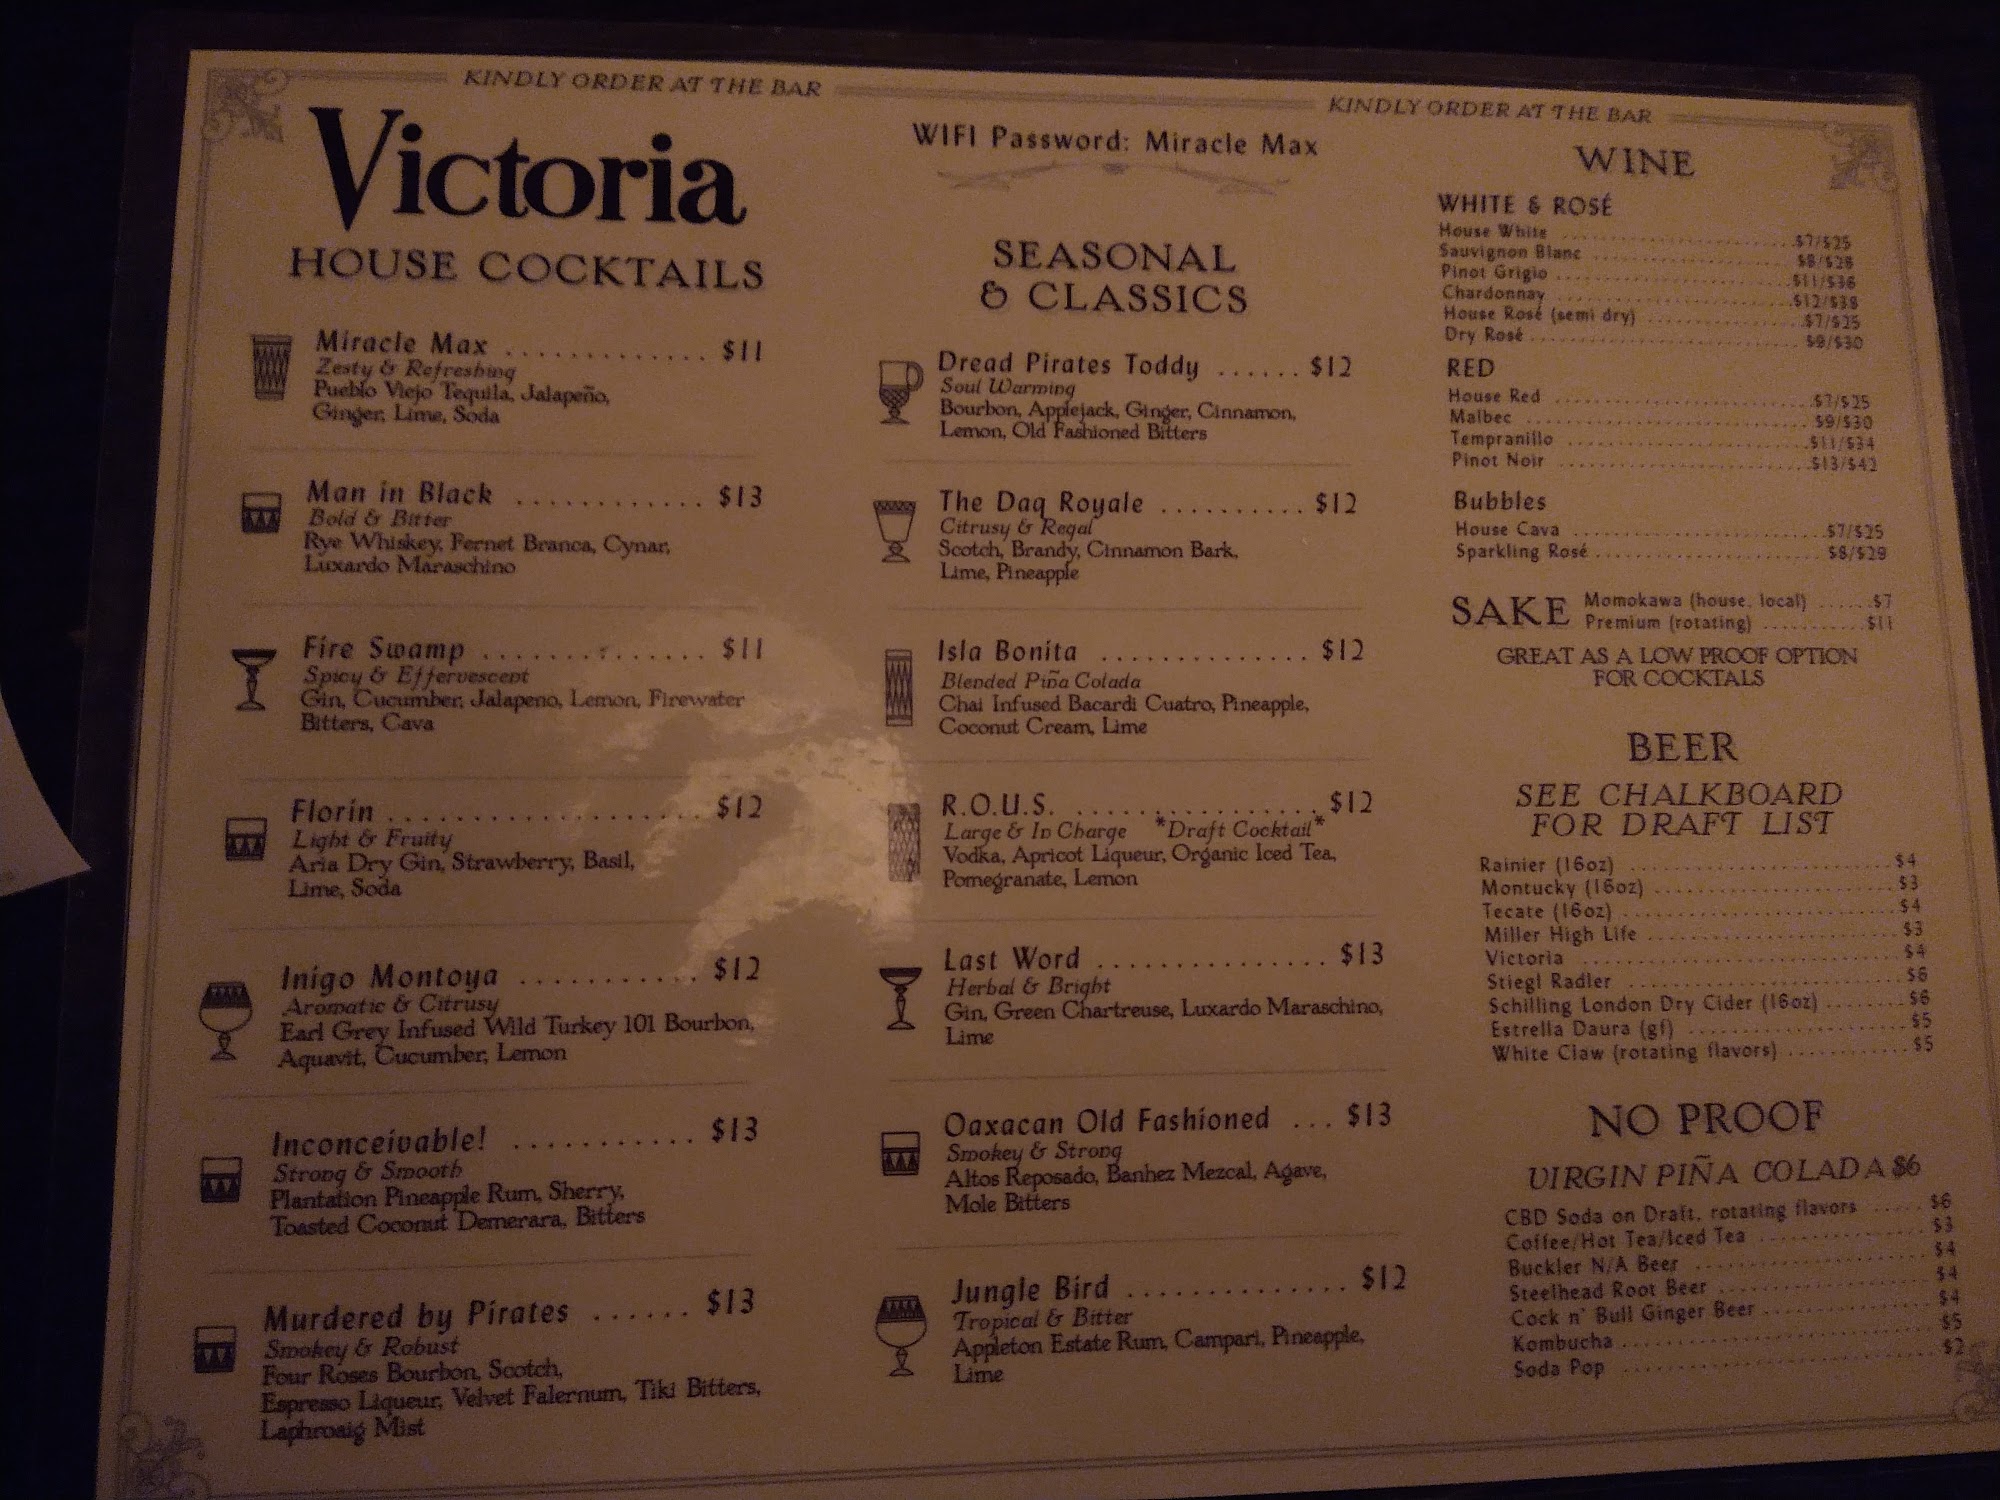 KINDLY ORDER AT THE BAR
KINDLY ORDER AT THE BAR
Victoria
HOUSE COCKTAILS
Miracle Max ............. $11
Zesty & Refreshing
Pueblo Viejo Tequila, Jalapeño,
Ginger, Lime, Soda
Man in Black ............ $13
Bold & Bitter
Rye Whiskey, Fernet Branca, Cynar,
Luxardo Maraschino
Fire Swamp .............. $11
Spicy & Effervescent
Gin, Cucumber, Jalapeno, Lemon, Firewater
Bitters, Cava
Florin ..................... $12
Light & Fruity
Aria Dry Gin, Strawberry, Basil,
Lime, Soda
Inigo Montoya ........... $12
Aromatic & Citrusy
Earl Grey Infused Wild Turkey 101 Bourbon,
Aquavit, Cucumber, Lemon
Inconceivable! ........... $13
Strong & Smooth
Plantation Pineapple Rum, Sherry,
Toasted Coconut Demerara, Bitters
Murdered by Pirates ...... $13
Smokey & Robust
Four Roses Bourbon, Scotch,
Espresso Liqueur, Velvet Falernum, Tiki Bitters,
Laphroaig Mist
WIFI Password: Miracle Max
SEASONAL
& CLASSICS
Dread Pirates Toddy ...... $12
Soul Warming
Bourbon, Applejack, Ginger, Cinnamon,
Lemon, Old Fashioned Bitters
The Daq Royale .......... $12
Citrusy & Regal
Scotch, Brandy, Cinnamon Bark,
Lime, Pineapple
Isla Bonita .............. $12
Blended Piña Colada
Chai Infused Bacardi Cuatro, Pineapple,
Coconut Cream, Lime
R.O.U.S. ................. $12
Large & In Charge *Draft Cocktail*
Vodka, Apricot Liqueur, Organic Iced Tea,
Pomegranate, Lemon
Last Word ............... $13
Herbal & Bright
Gin, Green Chartreuse, Luxardo Maraschino,
Lime
Oaxacan Old Fashioned ... $13
Smokey & Strong
Altos Reposado, Banhez Mezcal, Agave,
Mole Bitters
Jungle Bird .............. $12
Tropical & Bitter
Appleton Estate Rum, Campari, Pineapple,
Lime
WINE
WHITE & ROSÉ
House White ........ $7/$25
Sauvignon Blanc ........ $8/$28
Pinot Grigio ........ $11/$36
Chardonnay ........ $12/$38
House Rosé (semi dry) ........ $7/$25
Dry Rosé ........ $9/$30
RED
House Red ........ $7/$25
Malbec ........ $9/$30
Tempranillo ........ $11/$34
Pinot Noir ........ $13/$42
Bubbles
House Cava ........ $7/$25
Sparkling Rosé ........ $8/$29
SAKE
Momokawa (house, local) ...... $7
Premium (rotating) ........... $11
GREAT AS A LOW PROOF OPTION
FOR COCKTALS
BEER
SEE CHALKBOARD
FOR DRAFT LIST
Rainier (16oz) ........ $4
Montucky (16oz) ........ $3
Tecate (16oz) ........ $4
Miller High Life ........ $3
Victoria ........ $4
Stiegl Radler ........ $6
Schilling London Dry Cider (16oz) ........ $6
Estrella Daura (gf) ........ $5
White Claw (rotating flavors) ........ $5
NO PROOF
VIRGIN PIÑA COLADA $6
CBD Soda on Draft, rotating flavors ..... $6
Coffee/Hot Tea/Iced Tea ........ $3
Buckler N/A Beer ........ $4
Steelhead Root Beer ........ $4
Cock n' Bull Ginger Beer ........ $4
Kombucha ........ $5
Soda Pop ........ $2